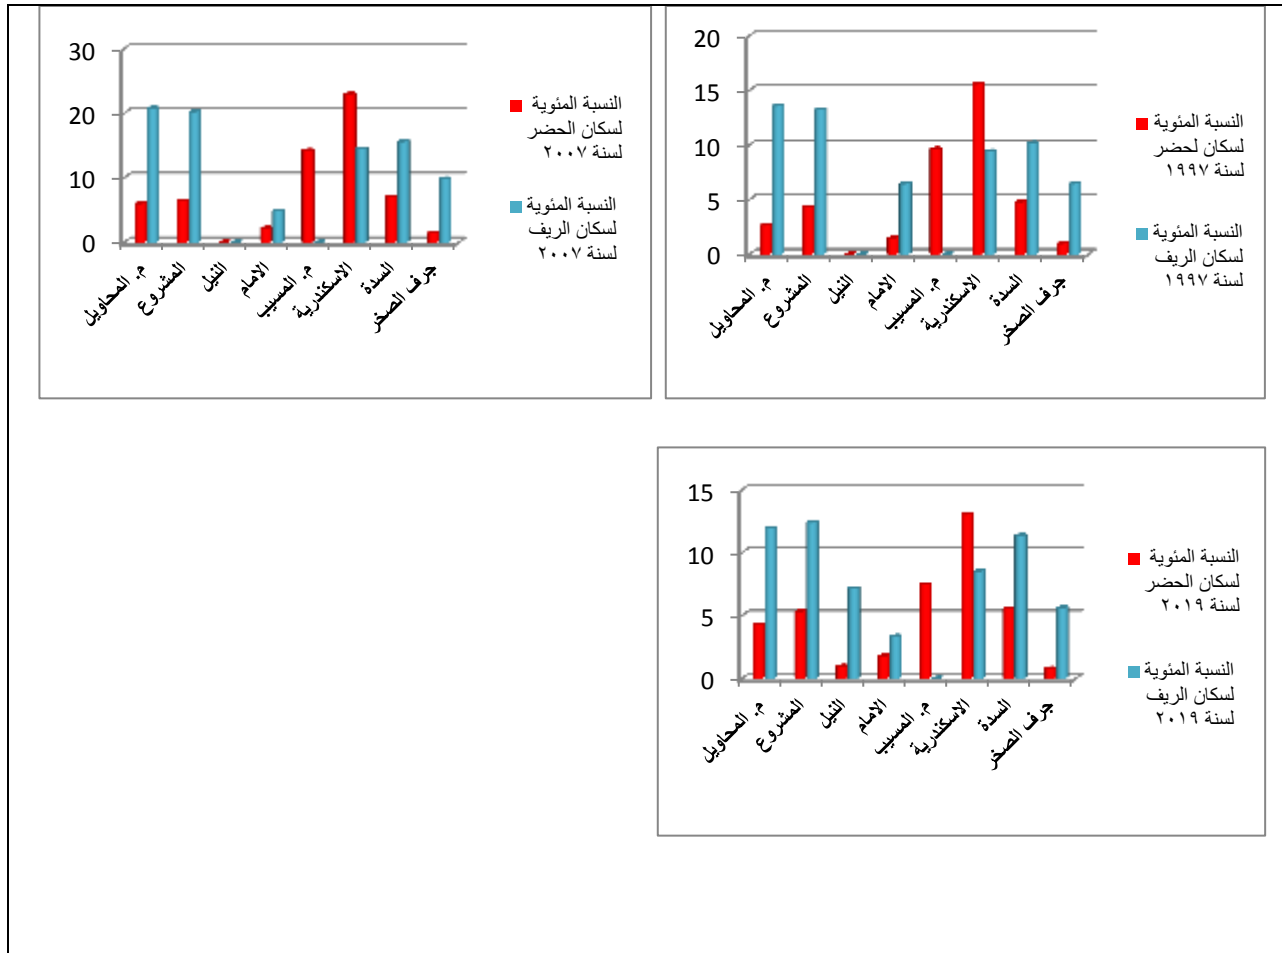 20
15
10
5
0
م. المحاويل
المشروع
النيل
الامام
م. المسيب
الاسكندرية
السدة
جرف الصخر
النسبة المئوية
لسكان لحضر
لسنة ١٩٩٧
النسبة المئوية
لسكان الريف
لسنة ١٩٩٧
30
20
10
0
م. المحاويل
المشروع
النيل
الامام
م. المسيب
الاسكندرية
السدة
جرف الصخر
النسبة المئوية
لسكان الحضر
لسنة ٢٠٠٧
النسبة المئوية
لسكان الريف
لسنة ٢٠٠٧
15
10
5
0
م. المحاويل
المشروع
النيل
الامام
م. المسيب
الاسكندرية
السدة
جرف الصخر
النسبة المئوية
لسكان الحضر
لسنة ٢٠١٩
النسبة المئوية
لسكان الريف
لسنة ٢٠١٩